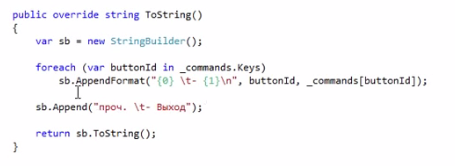 public override string ToString()
{
var sb = new StringBuilder();
foreach (var buttonId in _commands.Keys)
sb.AppendFormat("{0} \t- {1}\n", buttonId, _commands[buttonId]);
sb.Append("проч. \t- Выход");
return sb.ToString();
}